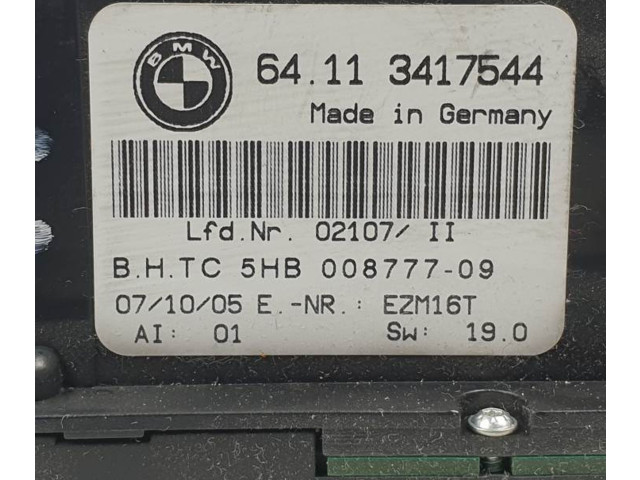 BMW
64.11 3417544
Made in Germany
Lfd.Nr. 02107/ II
B.H.TC 5HB 008777-09
07/10/05 E.-NR.: EZM16T
AI: 01 Sw: 19.0